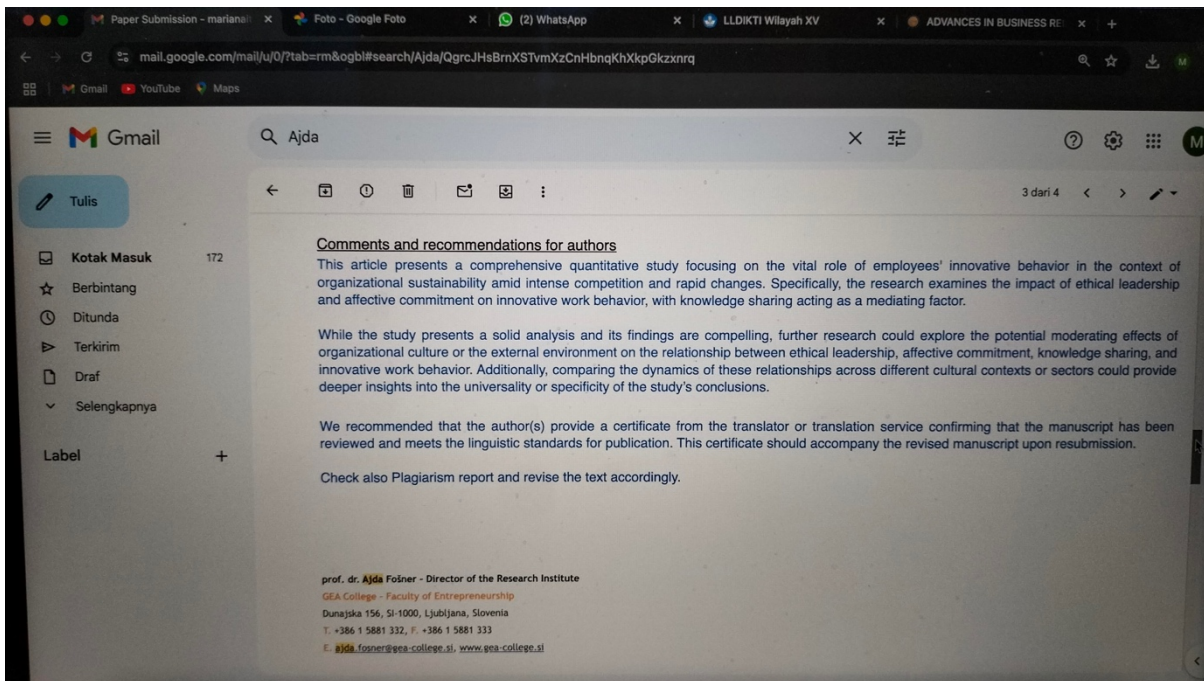 Paper Submission - marianai
Foto - Google Foto
(2) WhatsApp
LLDIKTI Wilayah XV
ADVANCES IN BUSINESS RE
mail.google.com/mail/u/0/?tab=rm&ogbl#search/Ajda/QgrcJHsBrnXSTvmXzCnHbnqKhXkpGkzxnrq
M
Gmail
YouTube
Maps
Gmail
Ajda
M
Tulis
3 dari 4
Kotak Masuk 172
Berbintang
Ditunda
Terkirim
Draf
Selengkapnya
Label +
Comments and recommendations for authors
This article presents a comprehensive quantitative study focusing on the vital role of employees' innovative behavior in the context of
organizational sustainability amid intense competition and rapid changes. Specifically, the research examines the impact of ethical leadership
and affective commitment on innovative work behavior, with knowledge sharing acting as a mediating factor.
While the study presents a solid analysis and its findings are compelling, further research could explore the potential moderating effects of
organizational culture or the external environment on the relationship between ethical leadership, affective commitment, knowledge sharing, and
innovative work behavior. Additionally, comparing the dynamics of these relationships across different cultural contexts or sectors could provide
deeper insights into the universality or specificity of the study's conclusions.
We recommended that the author(s) provide a certificate from the translator or translation service confirming that the manuscript has been
reviewed and meets the linguistic standards for publication. This certificate should accompany the revised manuscript upon resubmission.
Check also Plagiarism report and revise the text accordingly.
prof. dr. Ajda Fošner - Director of the Research Institute
GEA College - Faculty of Entrepreneurship
Dunajska 156, SI-1000, Ljubljana, Slovenia
T. +386 1 5881 332, F. +386 1 5881 333
E. ajda.fosner@gea-college.si, www.gea-college.si